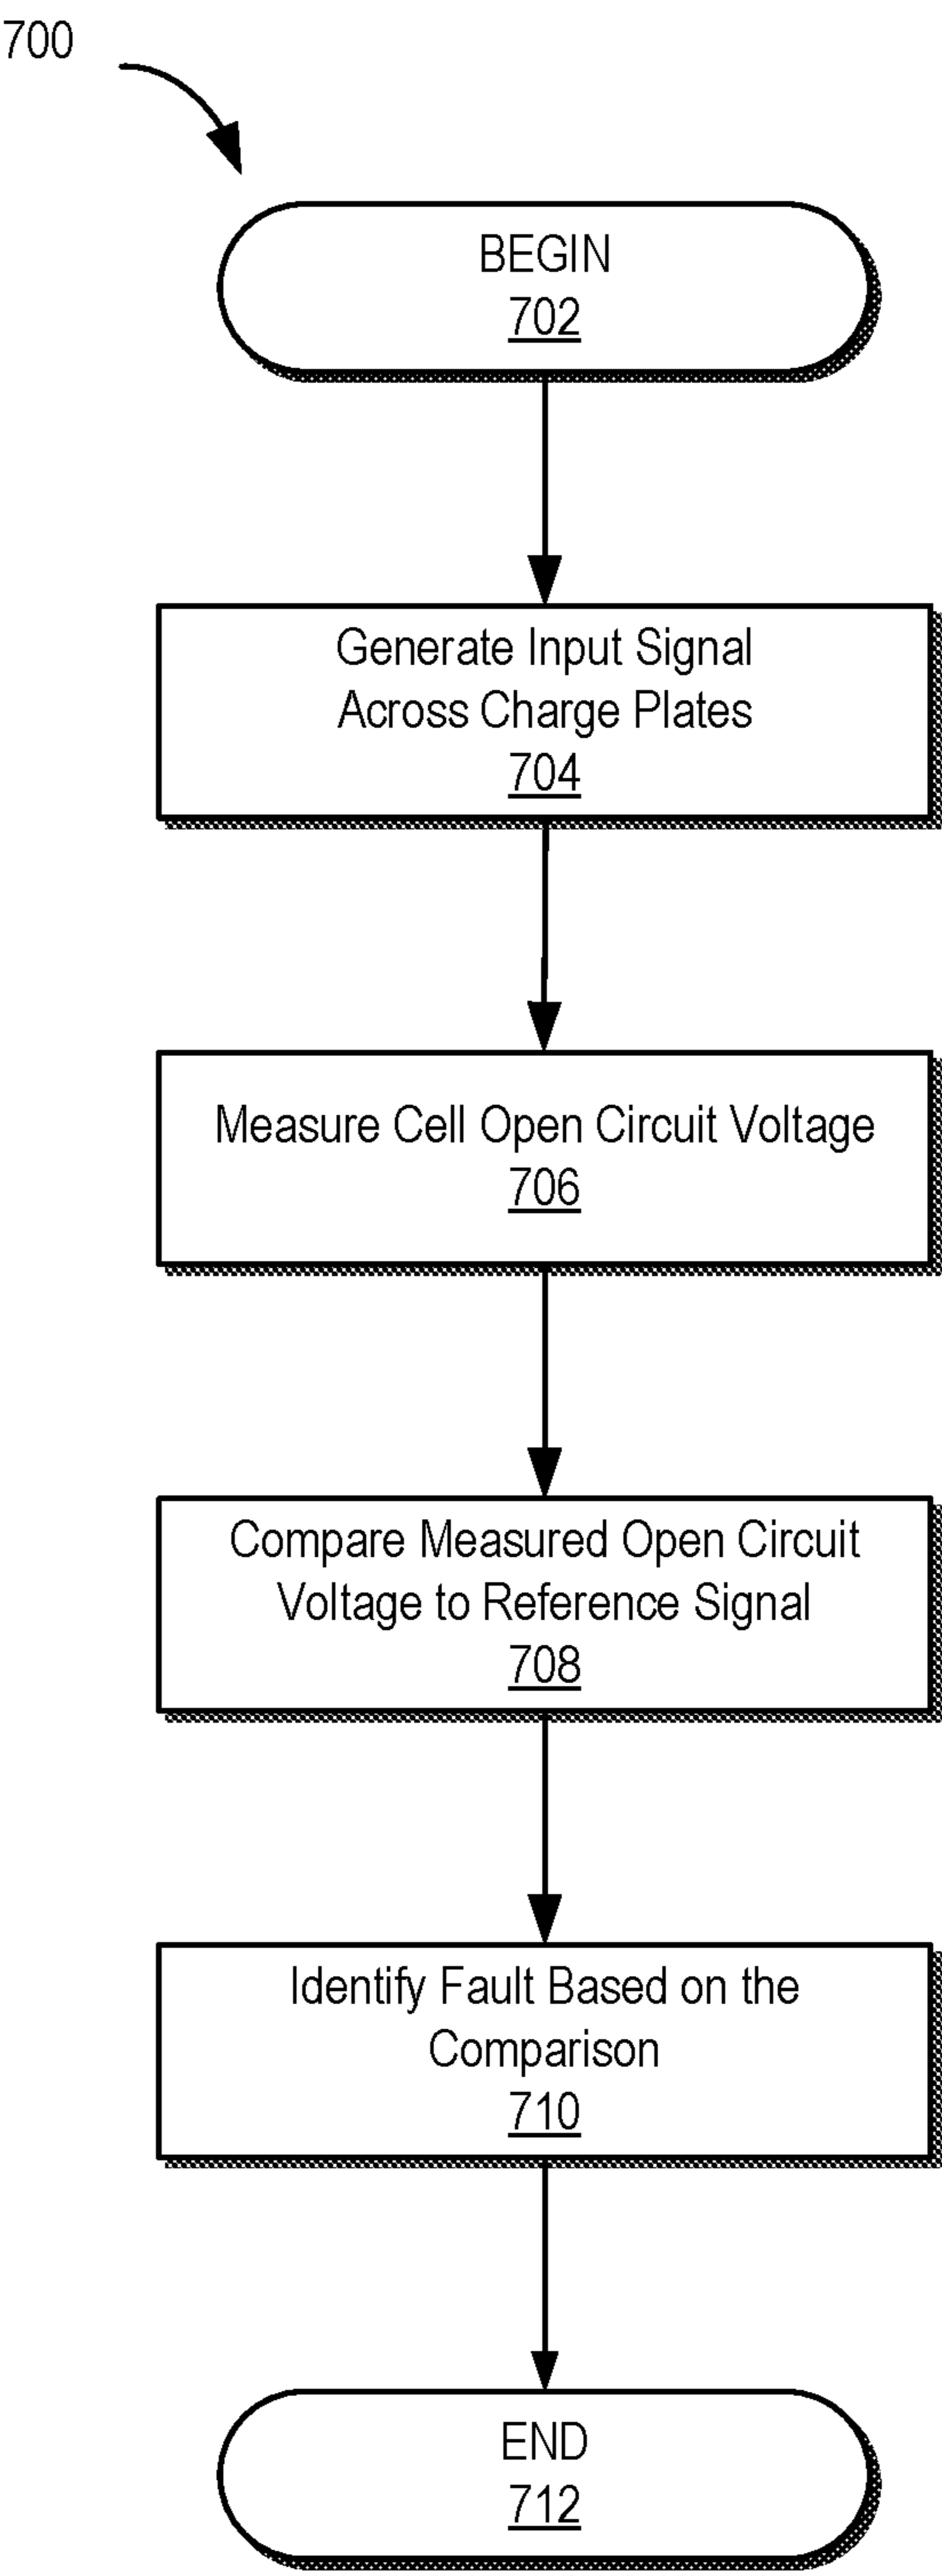 700
BEGIN
702
Generate Input Signal
Across Charge Plates
704
Measure Cell Open Circuit Voltage
706
Compare Measured Open Circuit
Voltage to Reference Signal
708
Identify Fault Based on the
Comparison
710
END
712